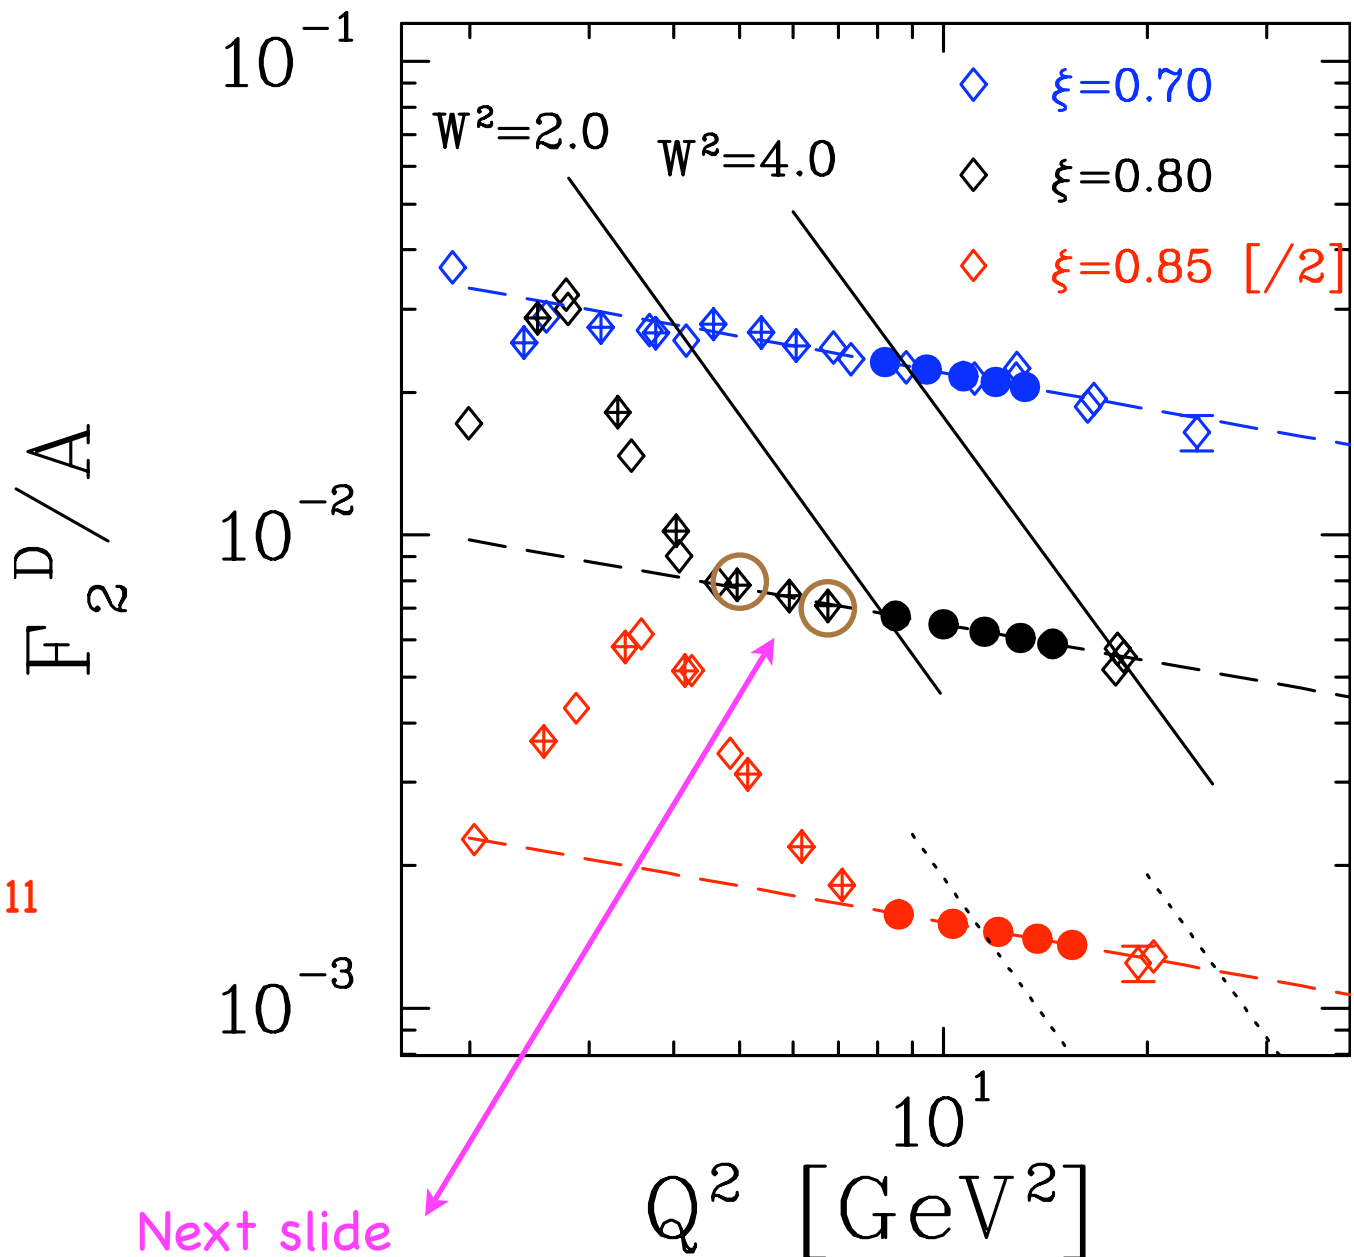 10⁻¹
ξ=0.70
W²=2.0
W²=4.0
ξ=0.80
ξ=0.85 [/2]
F₂ᴰ/A
10⁻²
11
10⁻³
10¹
Q² [GeV²]
Next slide